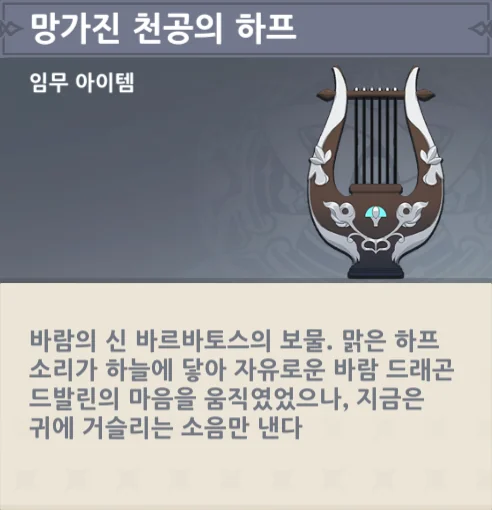 망가진 천공의 하프
임무 아이템
바람의 신 바르바토스의 보물. 맑은 하프
소리가 하늘에 닿아 자유로운 바람 드래곤
드발린의 마음을 움직였었으나, 지금은
귀에 거슬리는 소음만 낸다